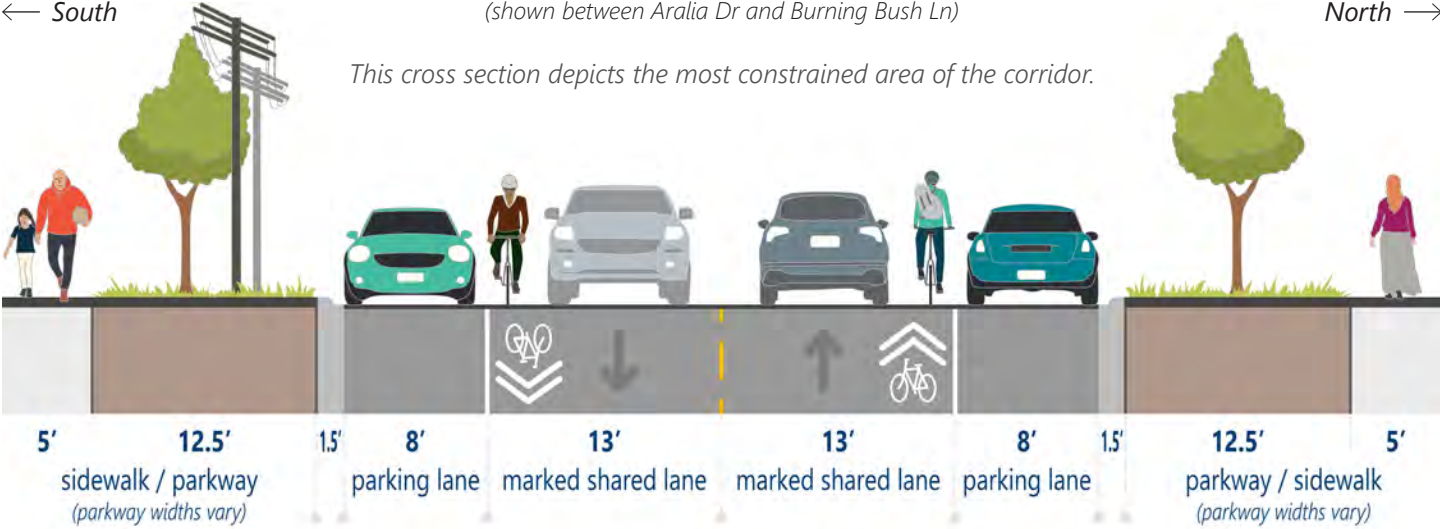 ← South
(shown between Aralia Dr and Burning Bush Ln)
North →
This cross section depicts the most constrained area of the corridor.
5’ 12.5’ 1.5’ 8’ 13’ 13’ 8’ 1.5’ 12.5’ 5’
sidewalk / parkway parking lane marked shared lane marked shared lane parking lane parkway / sidewalk
(parkway widths vary) (parkway widths vary)